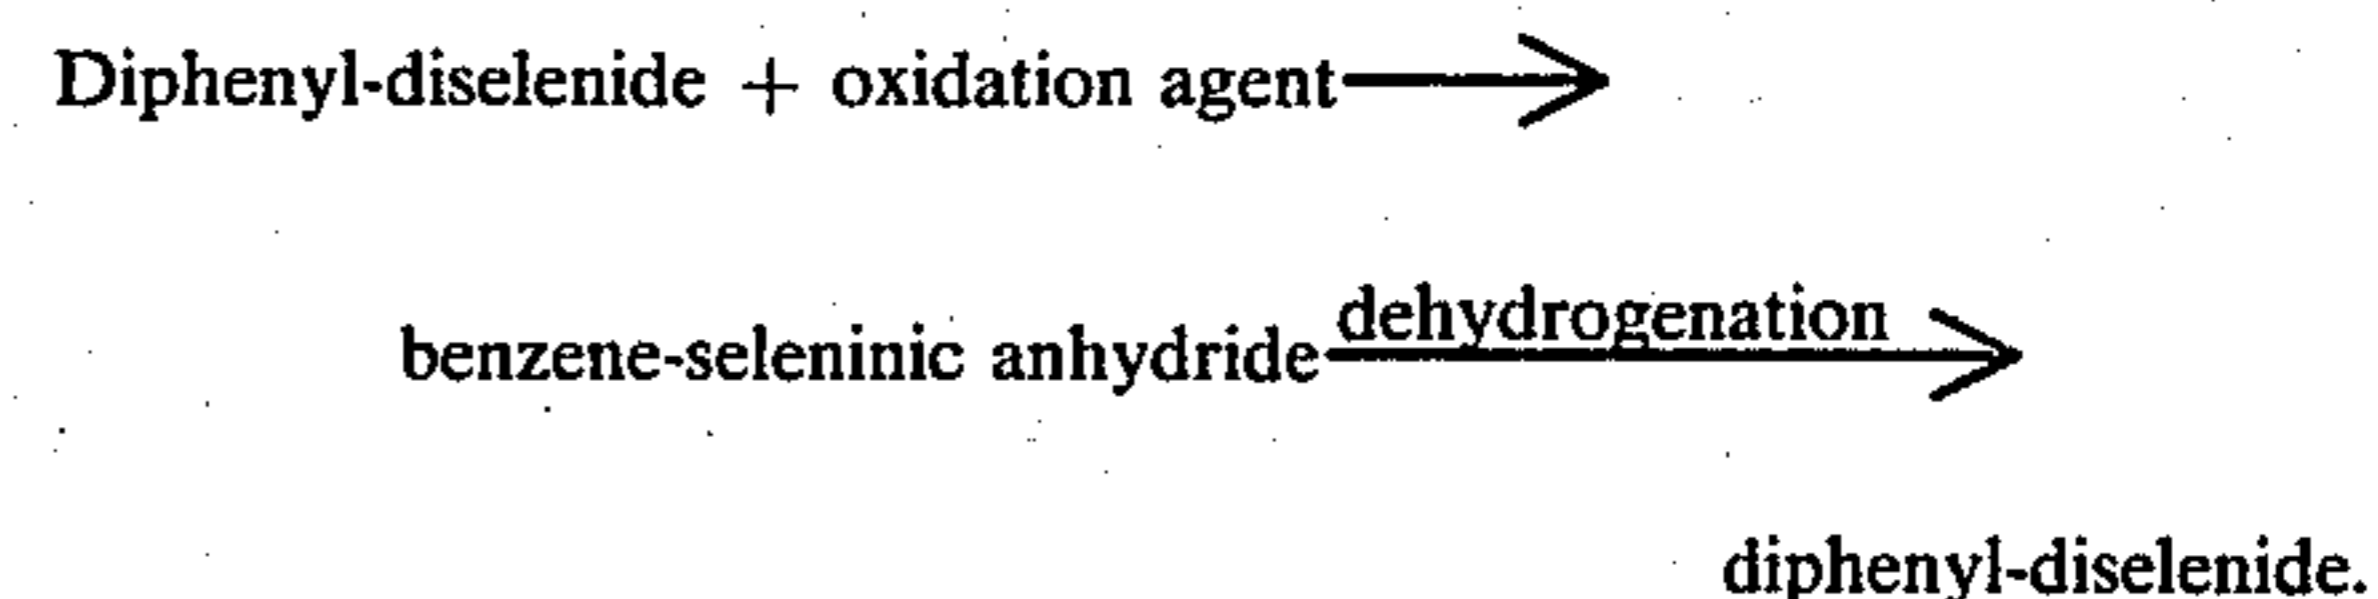 Diphenyl-diselenide + oxidation agent⟶
dehydrogenation
benzene-seleninic anhydride⟶
diphenyl-diselenide.